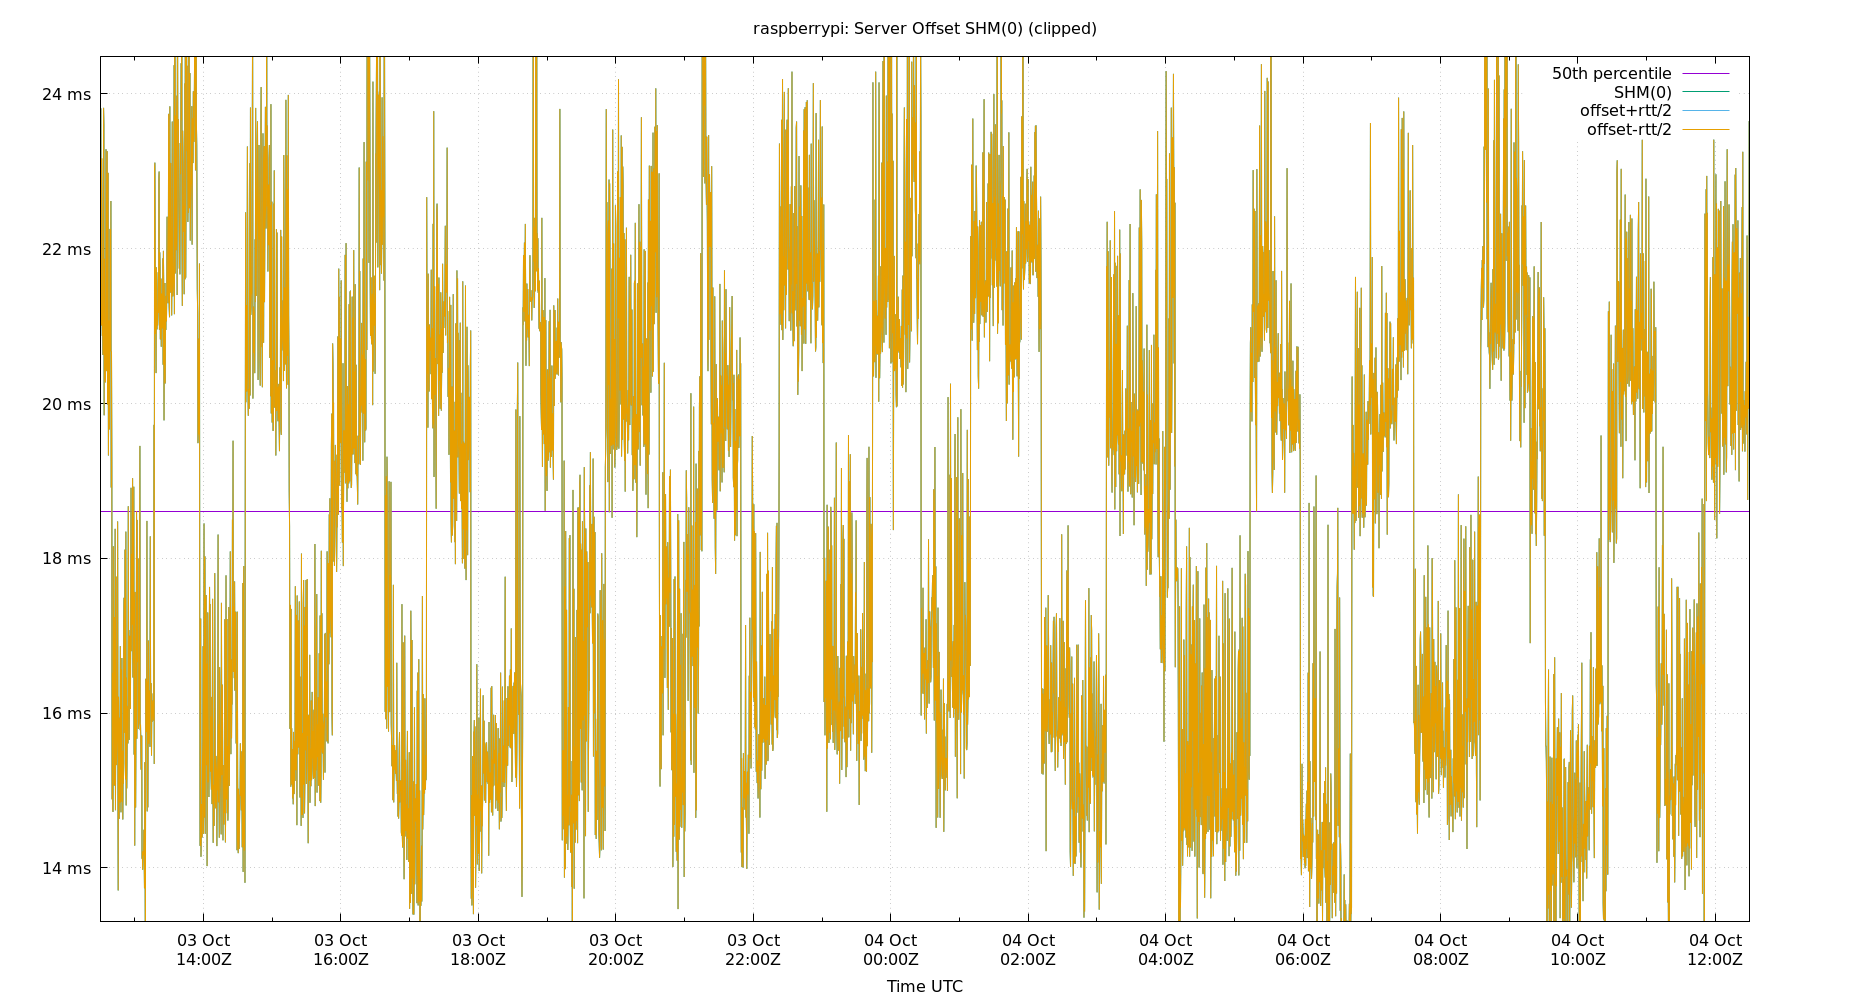 raspberrypi: Server Offset SHM(0) (clipped)
50th percentile
SHM(0)
offset+rtt/2
offset-rtt/2
24 ms
22 ms
20 ms
18 ms
16 ms
14 ms
03 Oct 03 Oct 03 Oct 03 Oct 03 Oct 04 Oct 04 Oct 04 Oct 04 Oct 04 Oct 04 Oct 04 Oct
14:00Z 16:00Z 18:00Z 20:00Z 22:00Z 00:00Z 02:00Z 04:00Z 06:00Z 08:00Z 10:00Z 12:00Z
Time UTC